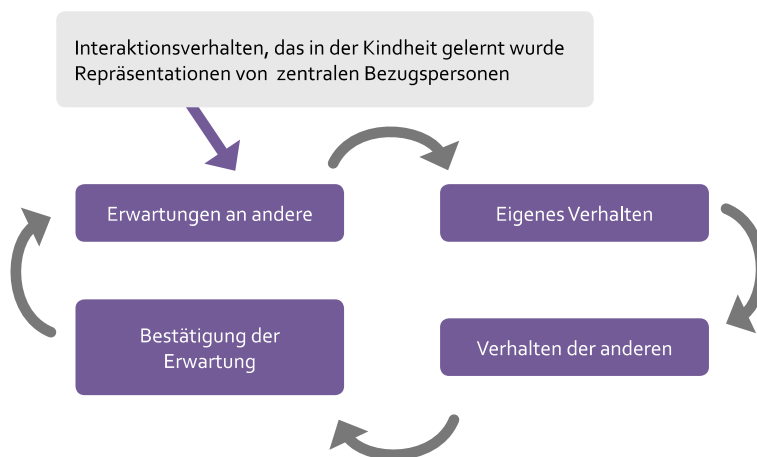 Interaktionsverhalten, das in der Kindheit gelernt wurde
Repräsentationen von zentralen Bezugspersonen
Erwartungen an andere
Eigenes Verhalten
Bestätigung der
Erwartung
Verhalten der anderen